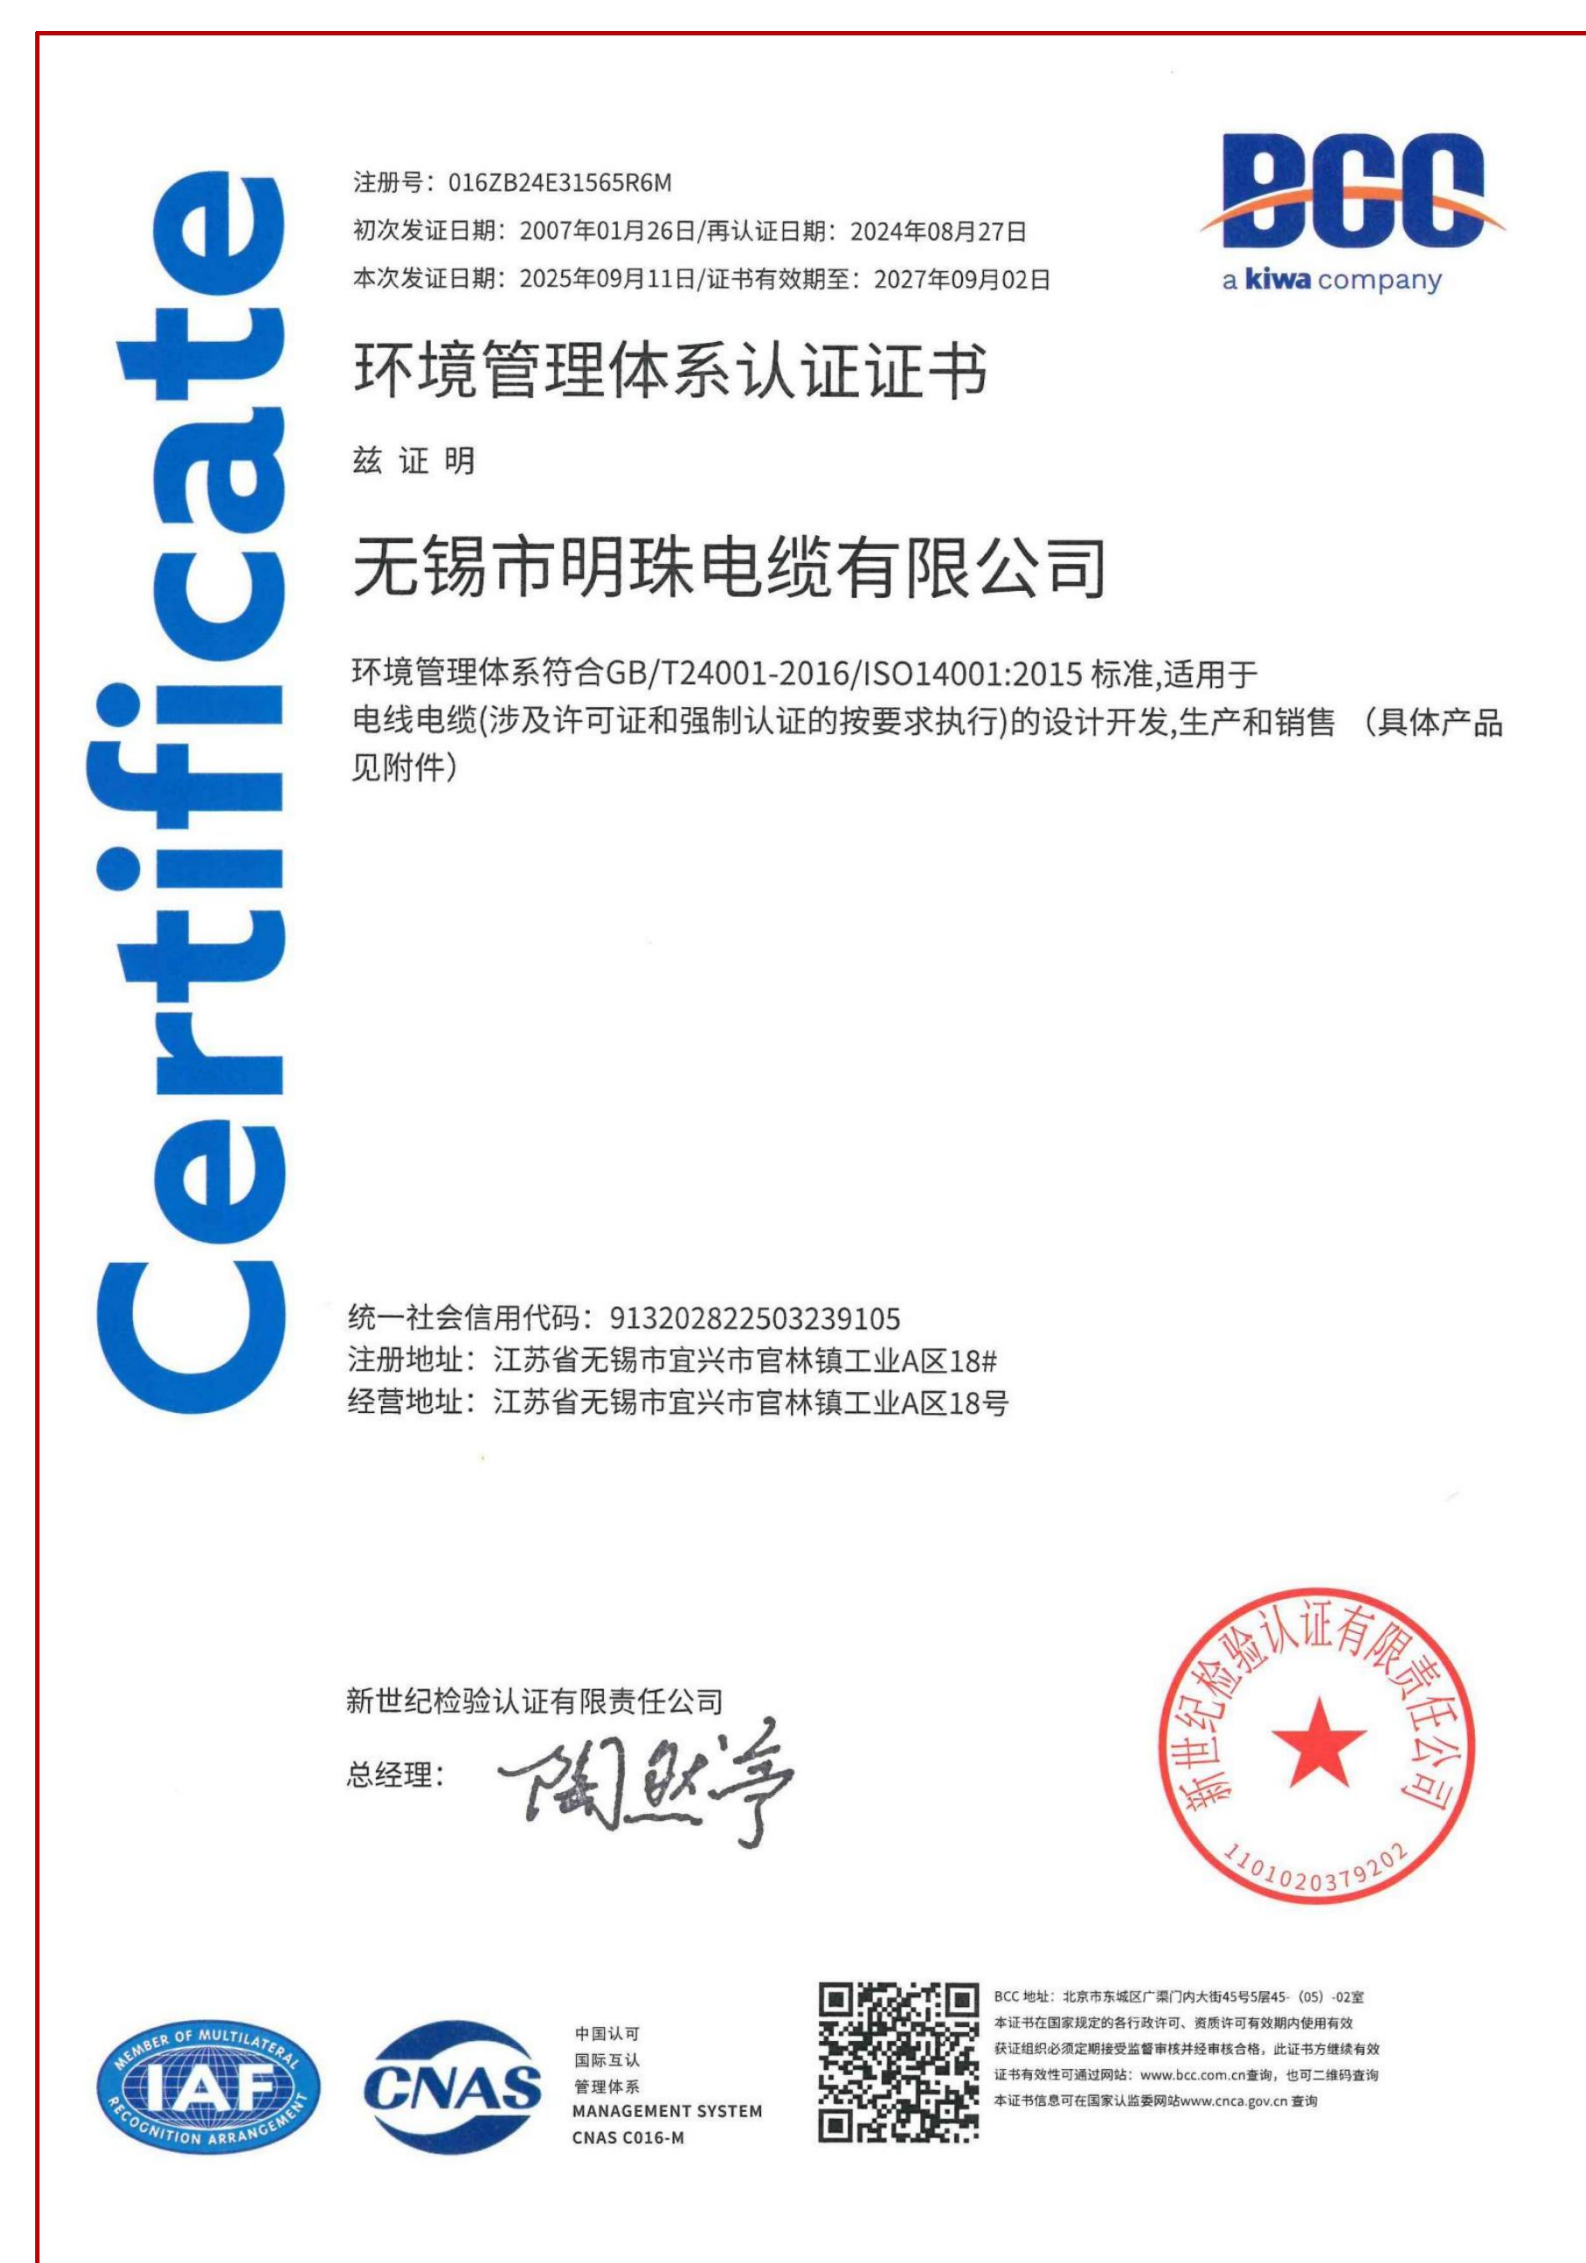 Certificate
BCC
a kiwa company
注册号：016ZB24E31565R6M
初次发证日期：2007年01月26日/再认证日期：2024年08月27日
本次发证日期：2025年09月11日/证书有效期至：2027年09月02日
环境管理体系认证证书
兹 证 明
无锡市明珠电缆有限公司
环境管理体系符合GB/T24001-2016/ISO14001:2015 标准,适用于
电线电缆(涉及许可证和强制认证的按要求执行)的设计开发,生产和销售 （具体产品
见附件）
统一社会信用代码：913202822503239105
注册地址：江苏省无锡市宜兴市官林镇工业A区18#
经营地址：江苏省无锡市宜兴市官林镇工业A区18号
新世纪检验认证有限责任公司
总经理：
陶然亭
新世纪检验认证有限责任公司
1101020379202
MEMBER OF MULTILATERAL
IAF
RECOGNITION ARRANGEMENT
CNAS
中国认可
国际互认
管理体系
MANAGEMENT SYSTEM
CNAS C016-M
BCC 地址：北京市东城区广渠门内大街45号5层45-（05）-02室
本证书在国家规定的各行政许可、资质许可有效期内使用有效
获证组织必须定期接受监督审核并经审核合格，此证书方继续有效
证书有效性可通过网站：www.bcc.com.cn查询，也可二维码查询
本证书信息可在国家认监委网站www.cnca.gov.cn 查询